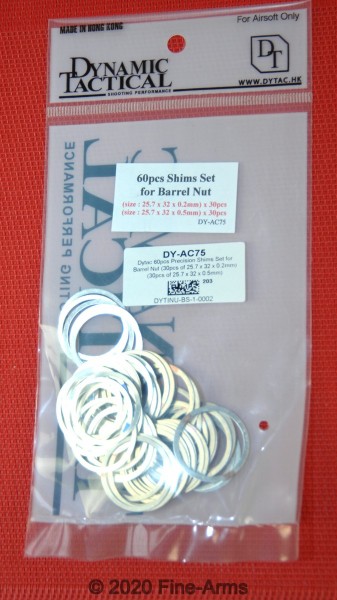 MADE IN HONG KONG
For Airsoft Only
DYNAMIC
TACTICAL
SHOOTING PERFORMANCE
DT
WWW.DYTAC.HK
60pcs Shims Set
for Barrel Nut
(size : 25.7 x 32 x 0.2mm) x 30pcs
(size : 25.7 x 32 x 0.5mm) x 30pcs
DY-AC75
DY-AC75
Dytac 60pcs Precision Shims Set for
Barrel Nut (30pcs of 25.7 x 32 x 0.2mm)
(30pcs of 25.7 x 32 x 0.5mm)
203
DYTINU-BS-1-0002
© 2020 Fine-Arms